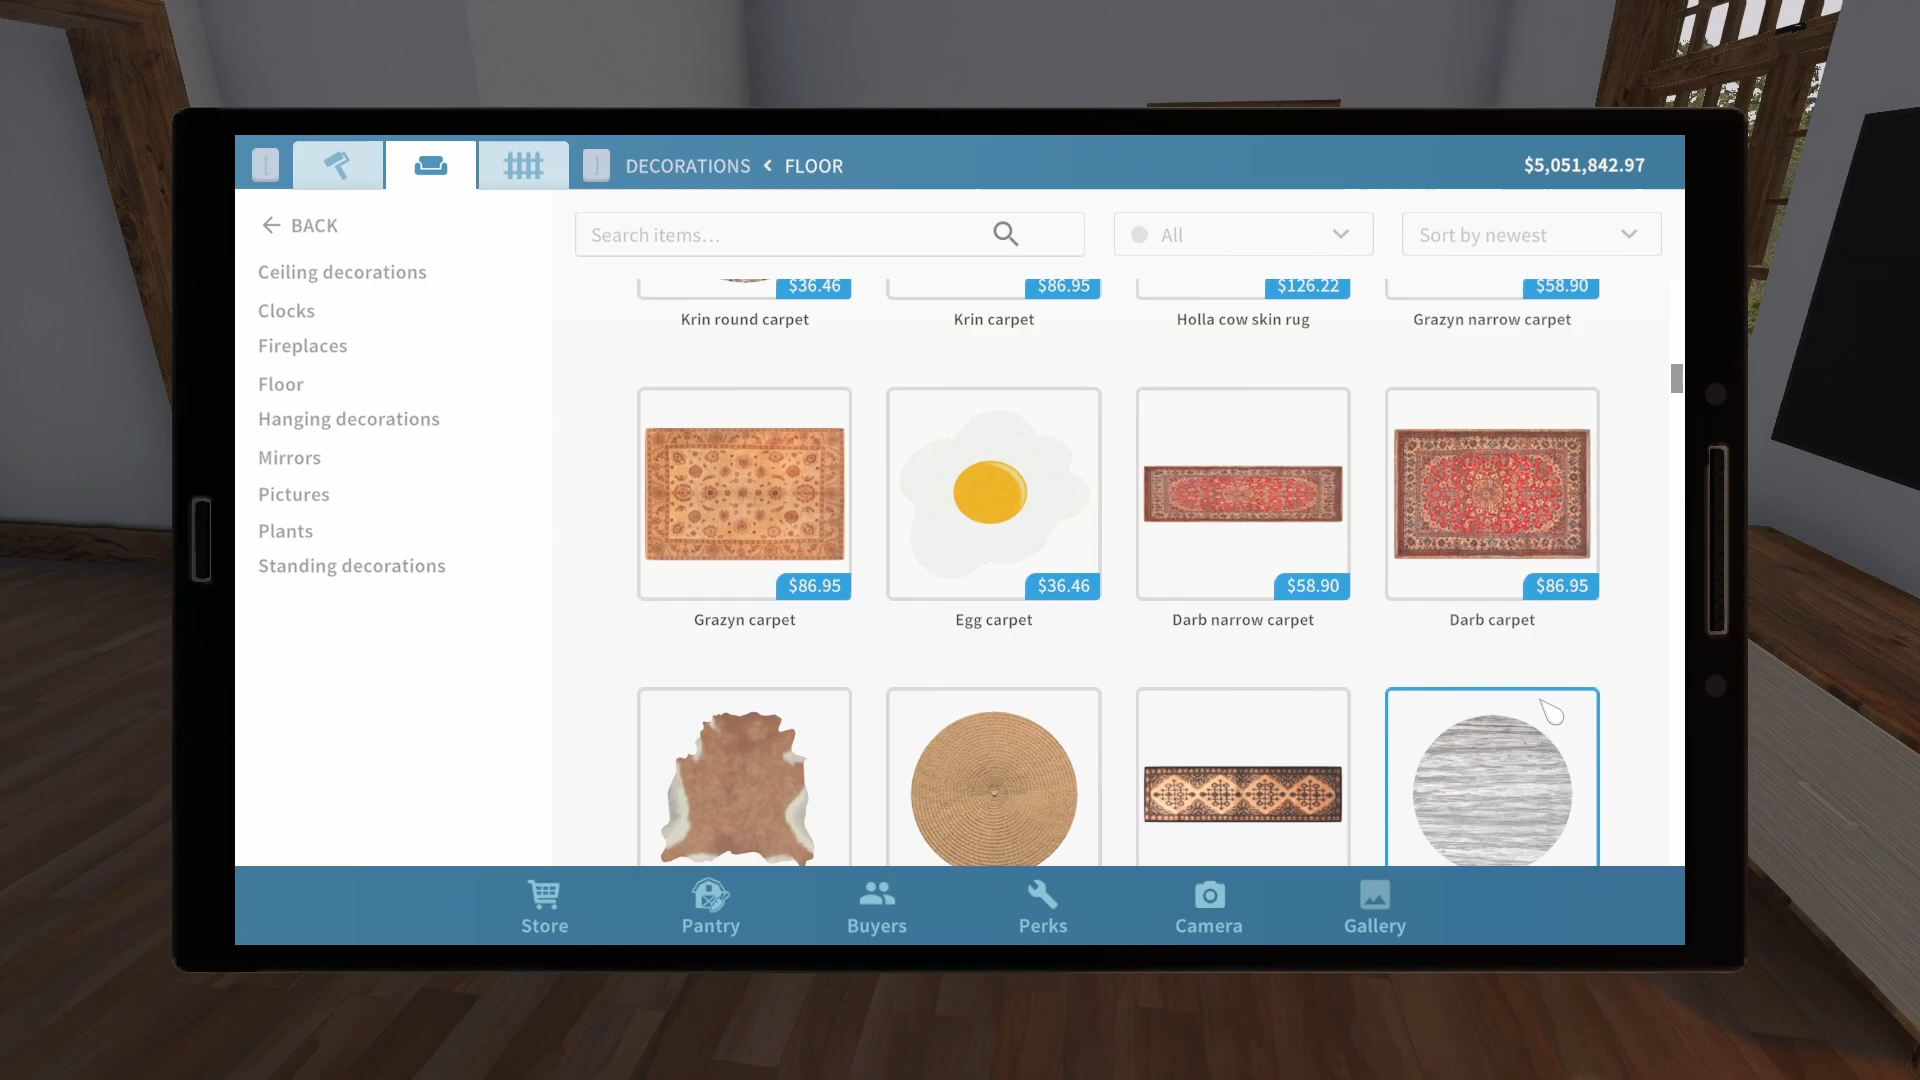 [
]
DECORATIONS < FLOOR
$5,051,842.97
BACK
Search items...
All
Sort by newest
Ceiling decorations
Clocks
Fireplaces
Floor
Hanging decorations
Mirrors
Pictures
Plants
Standing decorations
$36.46
$86.95
$126.22
$58.90
Krin round carpet
Krin carpet
Holla cow skin rug
Grazyn narrow carpet
$86.95
$36.46
$58.90
$86.95
Grazyn carpet
Egg carpet
Darb narrow carpet
Darb carpet
Store
Pantry
Buyers
Perks
Camera
Gallery